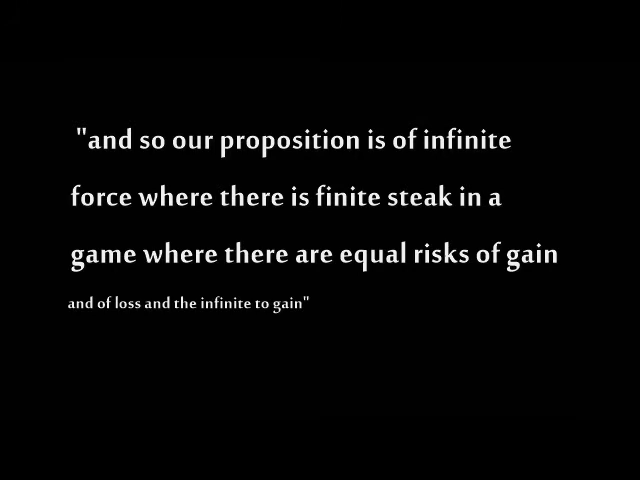 "and so our proposition is of infinite
force where there is finite steak in a
game where there are equal risks of gain
and of loss and the infinite to gain"